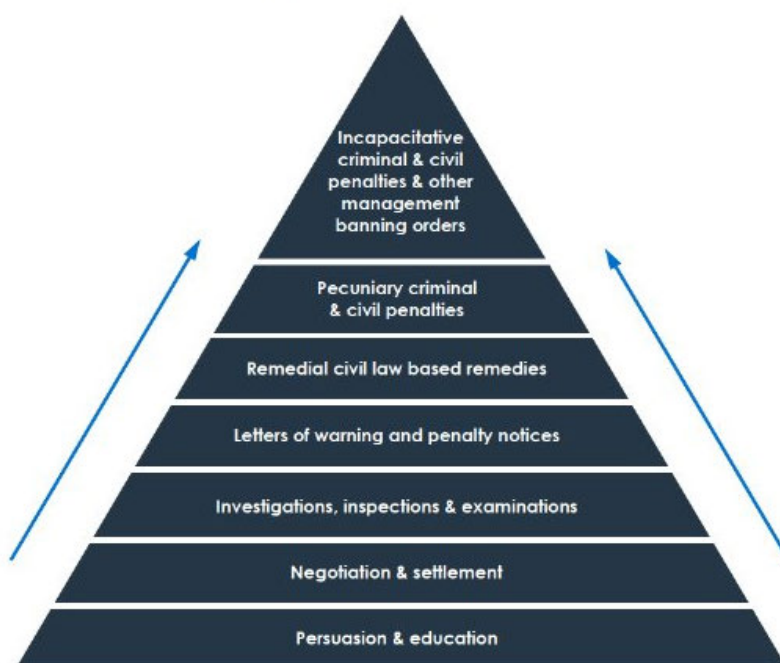 Incapacitative
criminal & civil
penalties & other
management
banning orders
Pecuniary criminal
& civil penalties
Remedial civil law based remedies
Letters of warning and penalty notices
Investigations, inspections & examinations
Negotiation & settlement
Persuasion & education